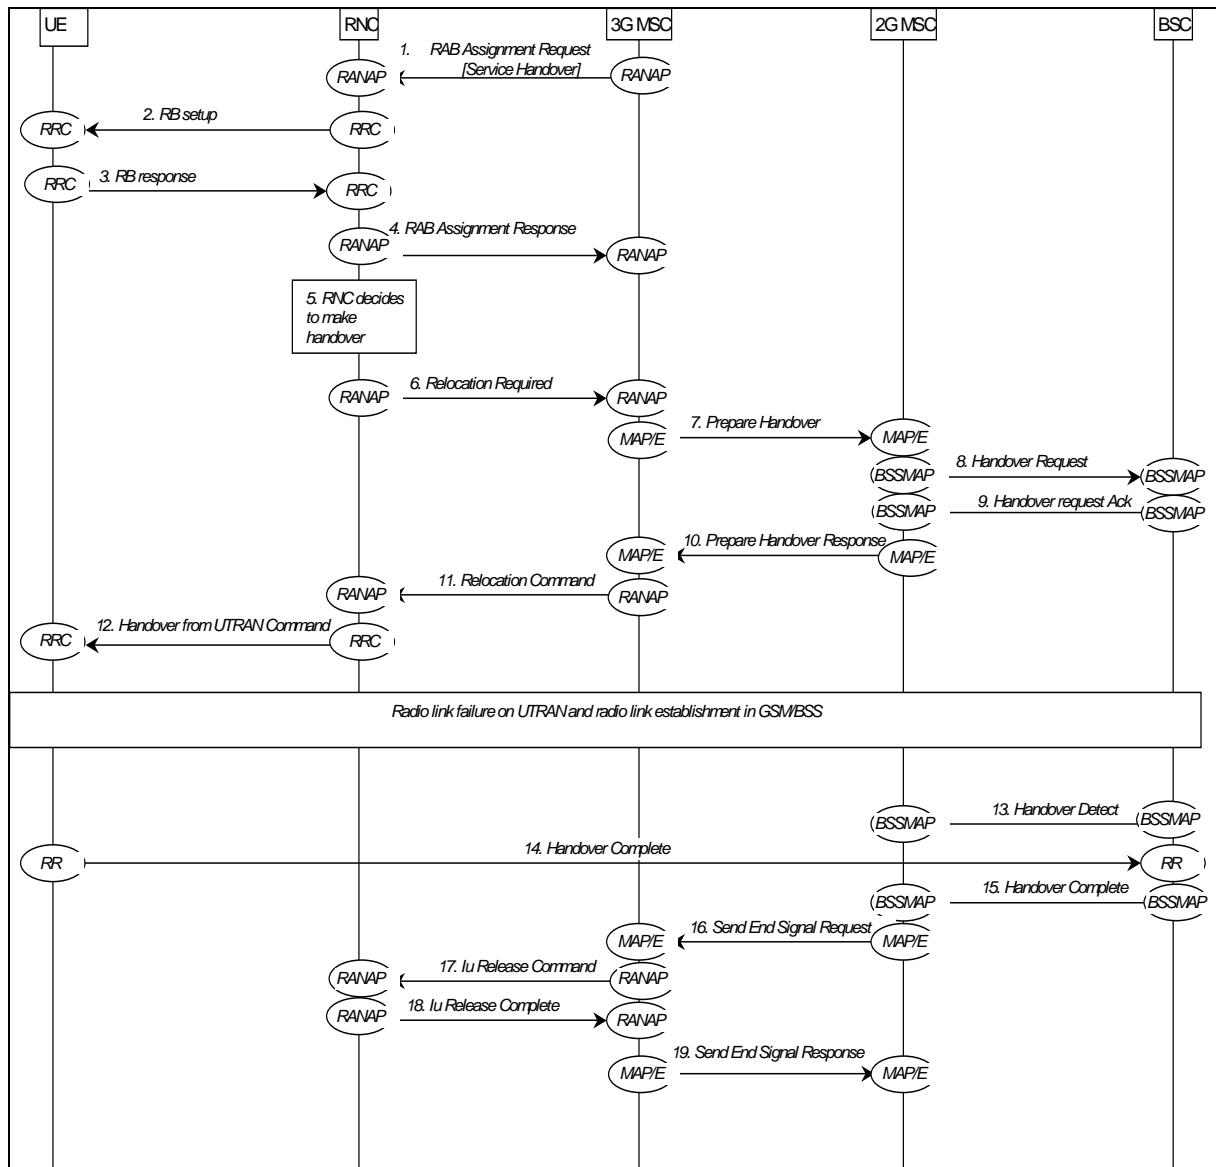 UE RNC 3G MSC 2G MSC BSC
1. RAB Assignment Request
[Service Handover]
RANAP RANAP
2. RB setup
RRC RRC
3. RB response
RRC RRC
4. RAB Assignment Response
RANAP RANAP
5. RNC decides
to make
handover
6. Relocation Required
RANAP RANAP
7. Prepare Handover
MAP/E MAP/E
8. Handover Request
BSSMAP BSSMAP
9. Handover request Ack
BSSMAP BSSMAP
10. Prepare Handover Response
MAP/E MAP/E
11. Relocation Command
RANAP RANAP
12. Handover from UTRAN Command
RRC RRC
Radio link failure on UTRAN and radio link establishment in GSM/BSS
13. Handover Detect
BSSMAP BSSMAP
14. Handover Complete
RR RR
15. Handover Complete
BSSMAP BSSMAP
16. Send End Signal Request
MAP/E MAP/E
17. Iu Release Command
RANAP RANAP
18. Iu Release Complete
RANAP RANAP
19. Send End Signal Response
MAP/E MAP/E